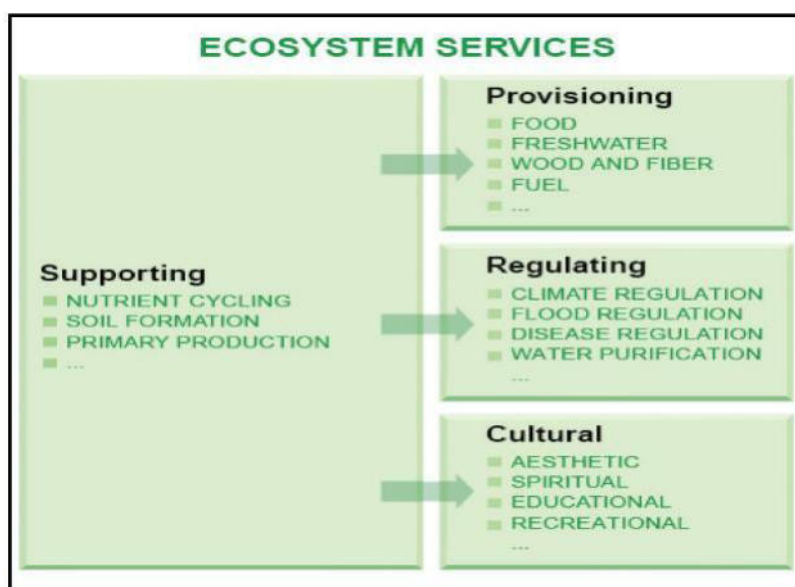 ECOSYSTEM SERVICES
Supporting
NUTRIENT CYCLING
SOIL FORMATION
PRIMARY PRODUCTION
...
Provisioning
FOOD
FRESHWATER
WOOD AND FIBER
FUEL
...
Regulating
CLIMATE REGULATION
FLOOD REGULATION
DISEASE REGULATION
WATER PURIFICATION
...
Cultural
AESTHETIC
SPIRITUAL
EDUCATIONAL
RECREATIONAL
...